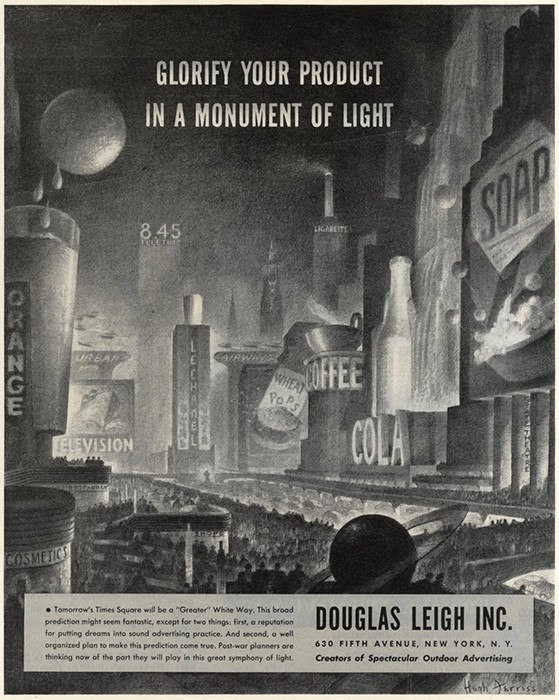 GLORIFY YOUR PRODUCT
IN A MONUMENT OF LIGHT
SOAP
8.45
TELETIME
CIGARETTE
ORANGE
LECHANEL
AIRWAYS
WHEAT
POPS
COFFEE
TELEVISION
COLA
SHOPS
COSMETICS
• Tomorrow's Times Square will be a "Greater" White Way. This broad
prediction might seem fantastic, except for two things: first, a reputation
for putting dreams into sound advertising practice. And second, a well
organized plan to make this prediction come true. Post-war planners are
thinking now of the part they will play in this great symphony of light.
DOUGLAS LEIGH INC.
630 FIFTH AVENUE, NEW YORK, N. Y.
Creators of Spectacular Outdoor Advertising
Hugh Ferriss